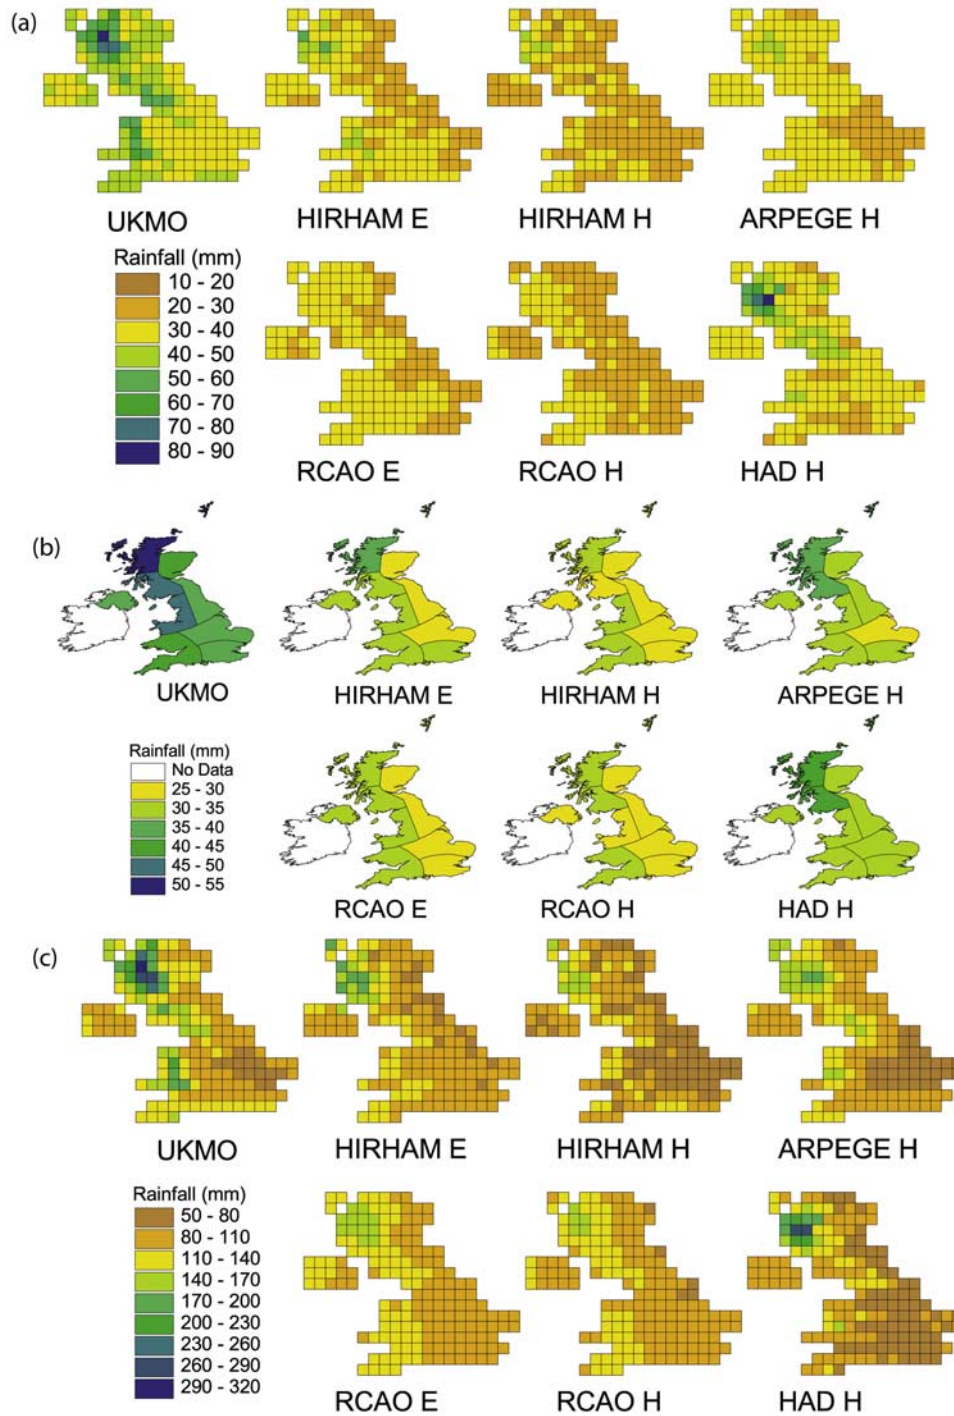 (a)
UKMO
HIRHAM E
HIRHAM H
ARPEGE H
Rainfall (mm)
10 - 20
20 - 30
30 - 40
40 - 50
50 - 60
60 - 70
70 - 80
80 - 90
RCAO E
RCAO H
HAD H
(b)
UKMO
HIRHAM E
HIRHAM H
ARPEGE H
Rainfall (mm)
No Data
25 - 30
30 - 35
35 - 40
40 - 45
45 - 50
50 - 55
RCAO E
RCAO H
HAD H
(c)
UKMO
HIRHAM E
HIRHAM H
ARPEGE H
Rainfall (mm)
50 - 80
80 - 110
110 - 140
140 - 170
170 - 200
200 - 230
230 - 260
260 - 290
290 - 320
RCAO E
RCAO H
HAD H